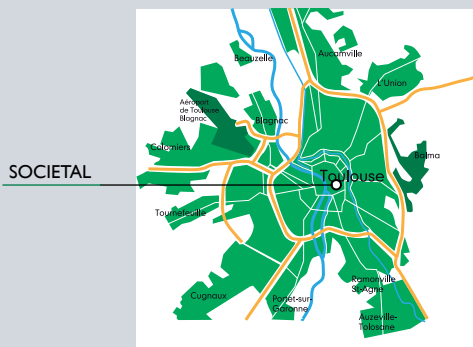 Beauzelle
Aucamville
L'Union
Aéroport
de Toulouse
Blagnac
Blagnac
Colomiers
Balma
SOCIETAL
Toulouse
Tournefeuille
Ramonville
St-Agne
Cugnaux
Portet-sur-
Garonne
Auzeville-
Tolosane